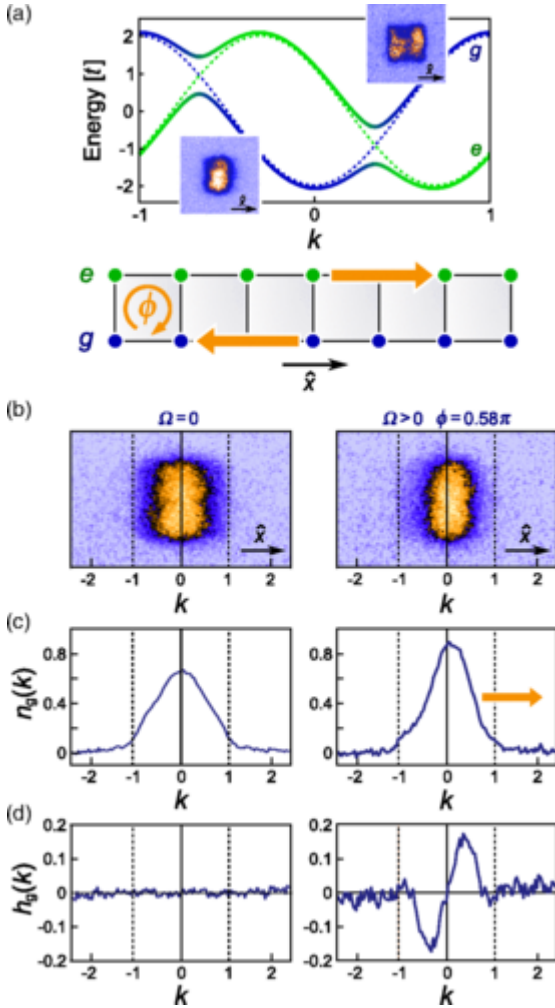 (a)
Energy [t]
2
1
0
-1
-2
g
e
x̂
x̂
-1
0
1
k
e
ϕ
g
x̂
(b)
Ω=0
Ω>0 ϕ=0.58π
x̂
x̂
-2 -1 0 1 2
-2 -1 0 1 2
k
k
(c)
n_g(k)
0.8
0.4
0
0.8
0.4
0
-2 -1 0 1 2
-2 -1 0 1 2
k
k
(d)
h_g(k)
0.2
0.1
0
-0.1
-0.2
0.2
0.1
0
-0.1
-0.2
-2 -1 0 1 2
-2 -1 0 1 2
k
k